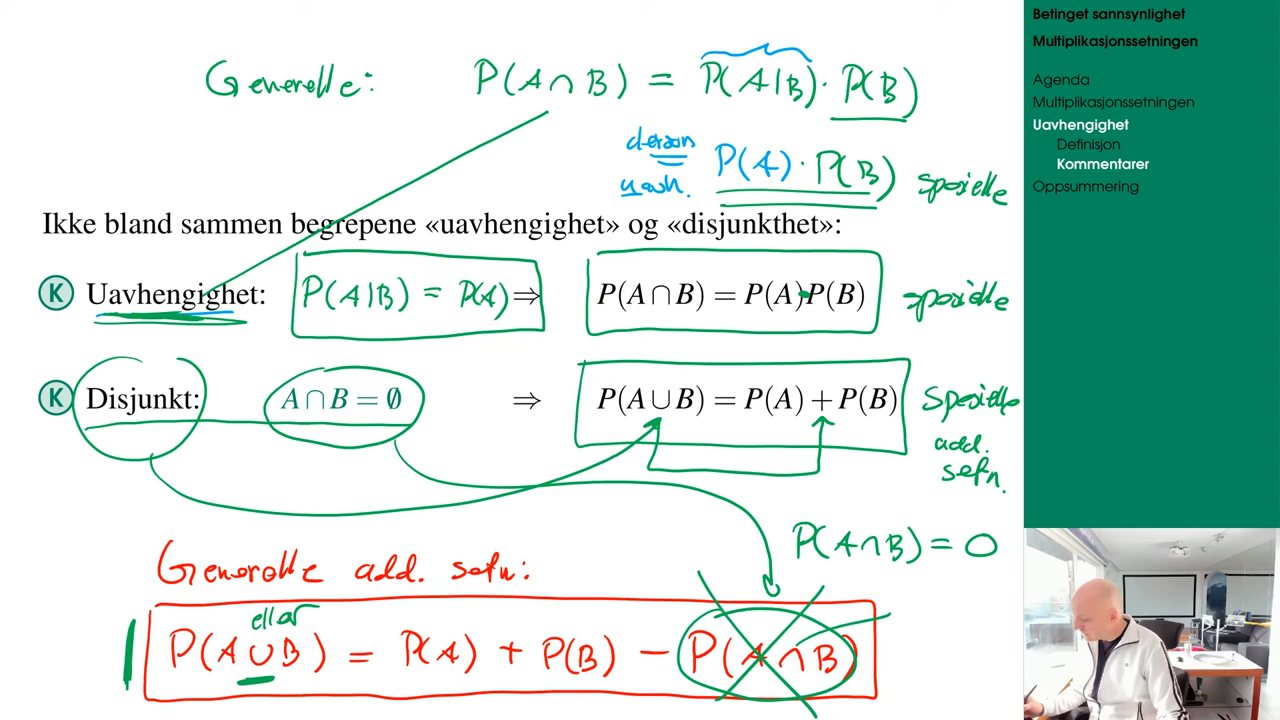 Generelle: P(A∩B) = P(A|B) · P(B)
dersom
uavh. P(A) · P(B) spesielle
Ikke bland sammen begrepene «uavhengighet» og «disjunkthet»:
K Uavhengighet: P(A|B) = P(A) ⇒ P(A∩B) = P(A)·P(B) spesielle
K Disjunkt: A∩B = ∅ ⇒ P(A∪B) = P(A) + P(B) spesielle
add.
setn.
P(A∩B) = 0
Generelle add. setn:
eller
P(A∪B) = P(A) + P(B) − P(A∩B)
Betinget sannsynlighet
Multiplikasjonssetningen
Agenda
Multiplikasjonssetningen
Uavhengighet
Definisjon
Kommentarer
Oppsummering